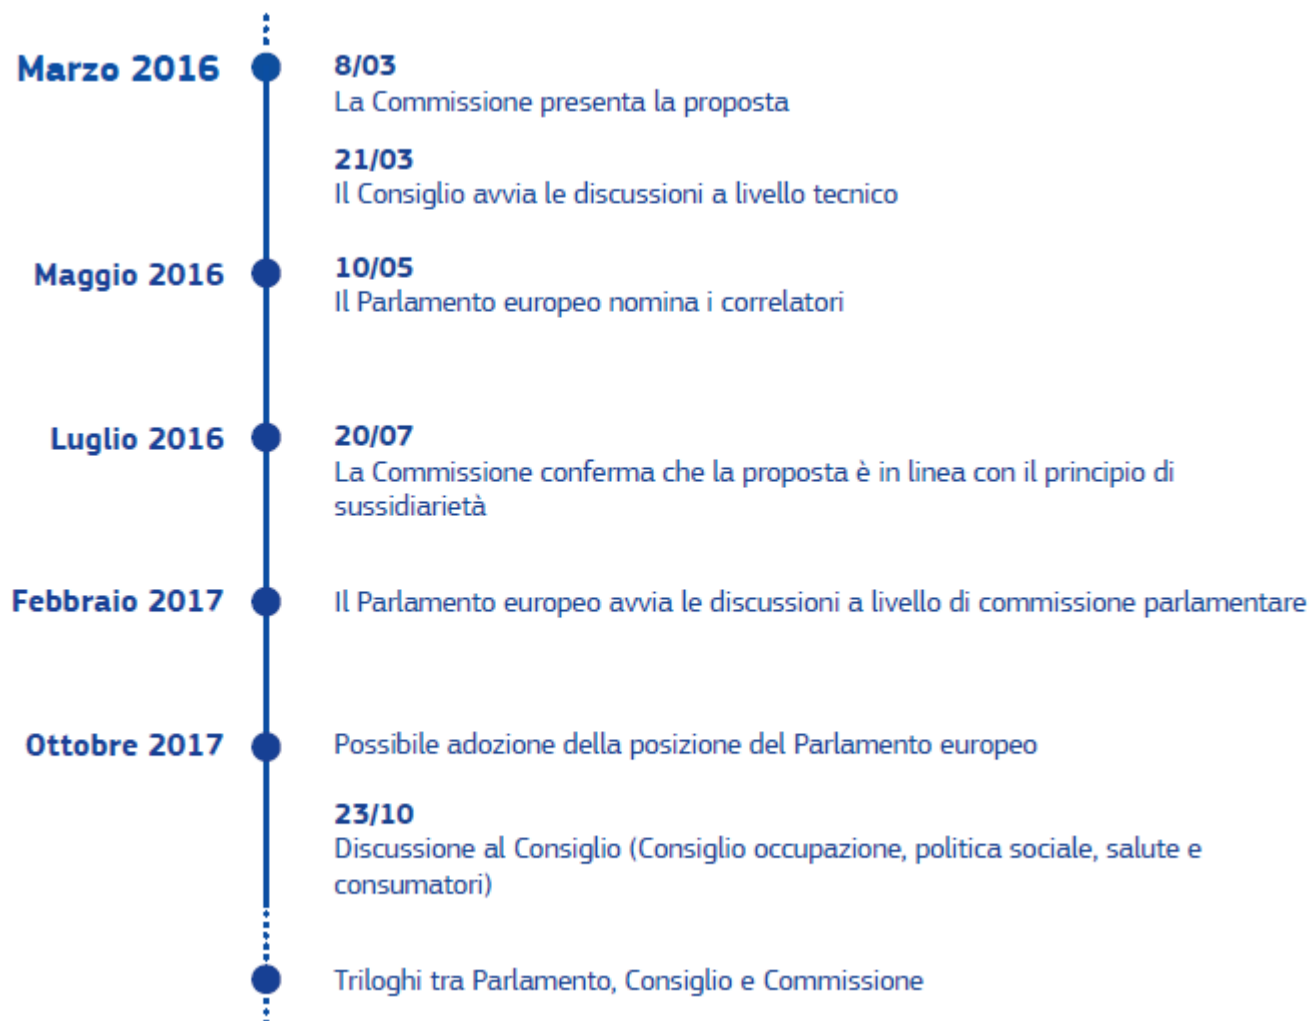 Marzo 2016
8/03
La Commissione presenta la proposta
21/03
Il Consiglio avvia le discussioni a livello tecnico
Maggio 2016
10/05
Il Parlamento europeo nomina i correlatori
Luglio 2016
20/07
La Commissione conferma che la proposta è in linea con il principio di
sussidiarietà
Febbraio 2017
Il Parlamento europeo avvia le discussioni a livello di commissione parlamentare
Ottobre 2017
Possibile adozione della posizione del Parlamento europeo
23/10
Discussione al Consiglio (Consiglio occupazione, politica sociale, salute e
consumatori)
Triloghi tra Parlamento, Consiglio e Commissione